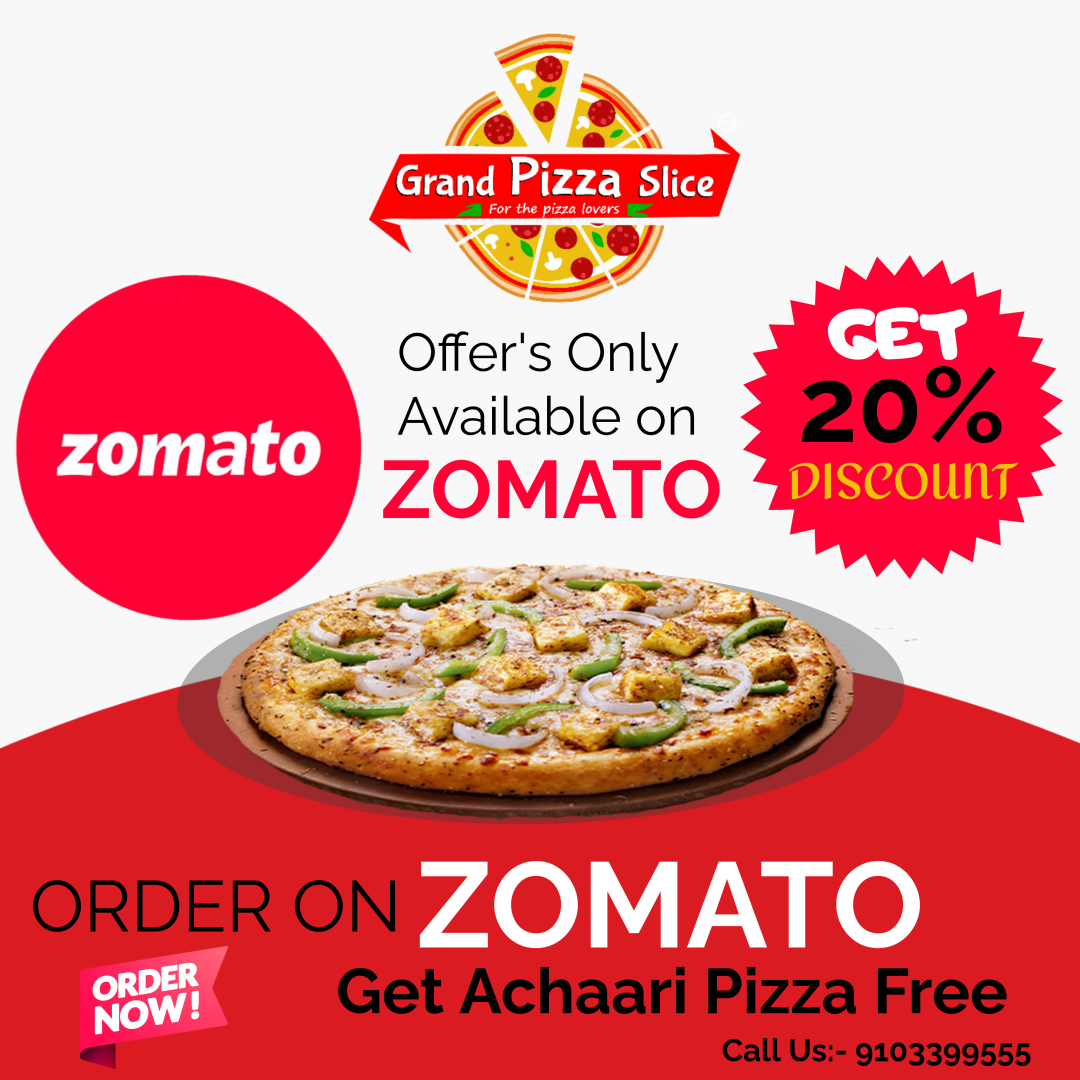 Grand Pizza Slice
For the pizza lovers
zomato
Offer's Only
Available on
ZOMATO
GET
20%
DISCOUNT
ORDER ON ZOMATO
ORDER
NOW!
Get Achaari Pizza Free
Call Us:- 9103399555